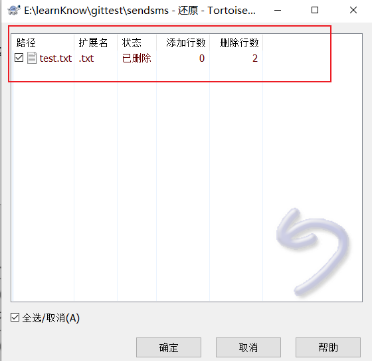 E:\learnKnow\gittest\sendsms - 还原 - Tortoise...
路径 扩展名 状态 添加行数 删除行数
test.txt .txt 已删除 0 2
全选/取消(A)
确定 取消 帮助